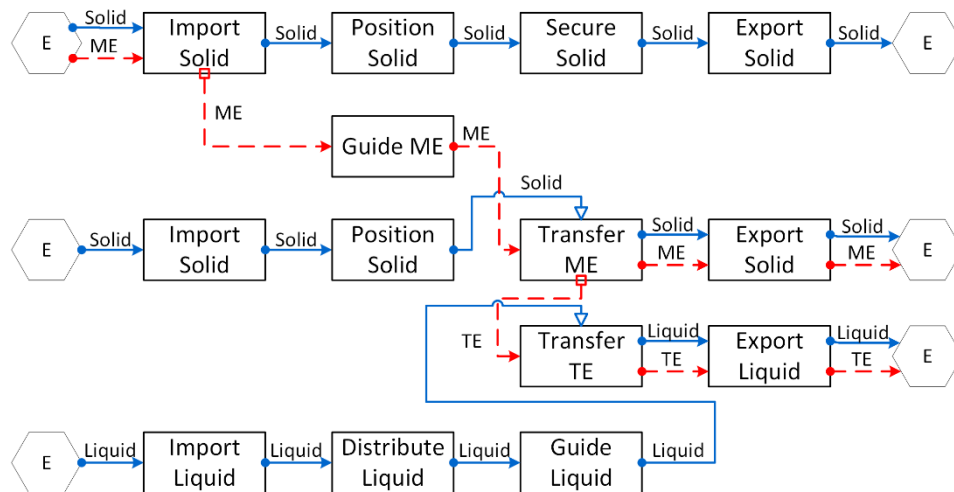 E
Solid
ME
Import
Solid
Solid
Position
Solid
Solid
Secure
Solid
Solid
Export
Solid
Solid
E
ME
Guide ME
ME
E
Solid
Import
Solid
Solid
Position
Solid
Solid
Transfer
ME
Solid
ME
Export
Solid
Solid
ME
E
TE
Transfer
TE
Liquid
TE
Export
Liquid
Liquid
TE
E
E
Liquid
Import
Liquid
Liquid
Distribute
Liquid
Liquid
Guide
Liquid
Liquid